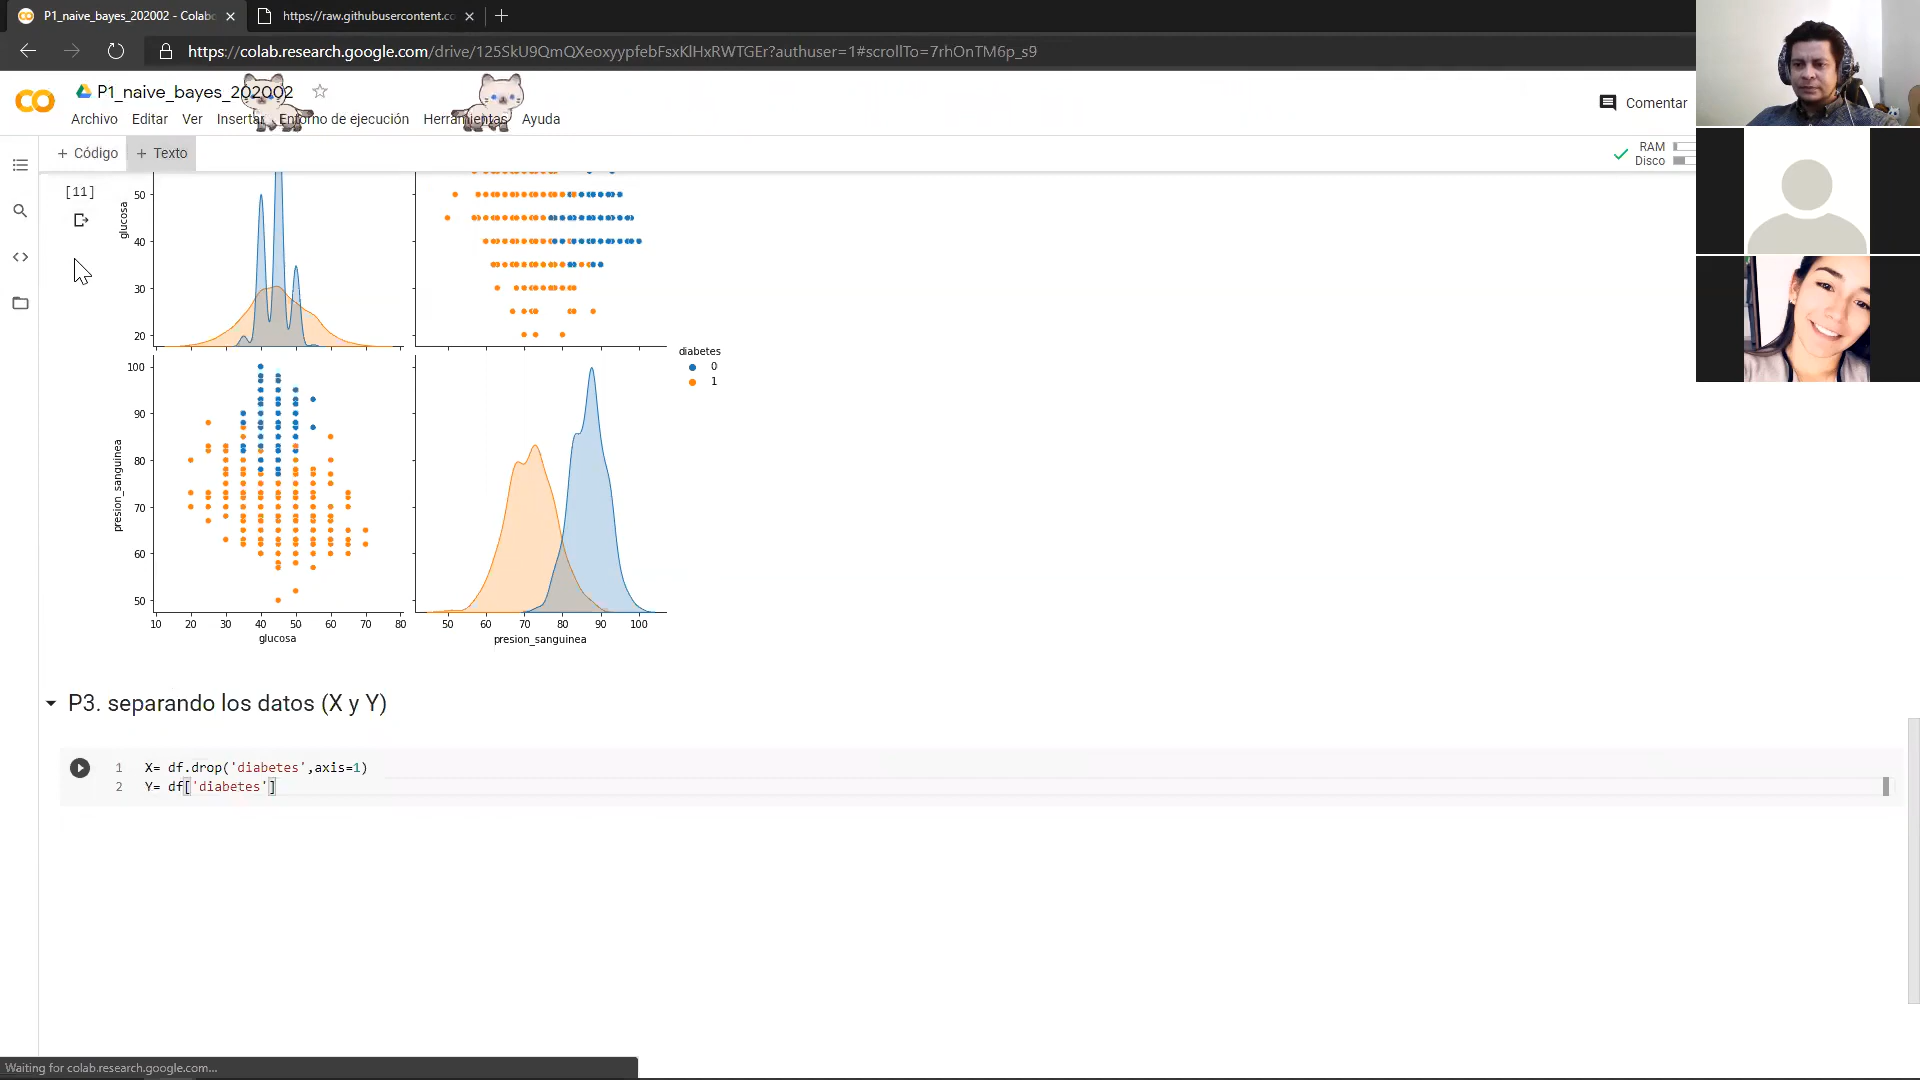 P1_naive_bayes_202002 - Colabo
https://raw.githubusercontent.co
https://colab.research.google.com/drive/125SkU9QmQXeoxyypfebFsxKlHxRWTGEr?authuser=1#scrollTo=7rhOnTM6p_s9
P1_naive_bayes_202002
Archivo Editar Ver Insertar Entorno de ejecución Herramientas Ayuda
Comentar
+ Código + Texto
RAM
Disco
[11]
glucosa
50
40
30
20
diabetes
0
1
presion_sanguinea
100
90
80
70
60
50
10 20 30 40 50 60 70 80
glucosa
50 60 70 80 90 100
presion_sanguinea
P3. separando los datos (X y Y)
1 X= df.drop('diabetes',axis=1)
2 Y= df['diabetes']
Waiting for colab.research.google.com...